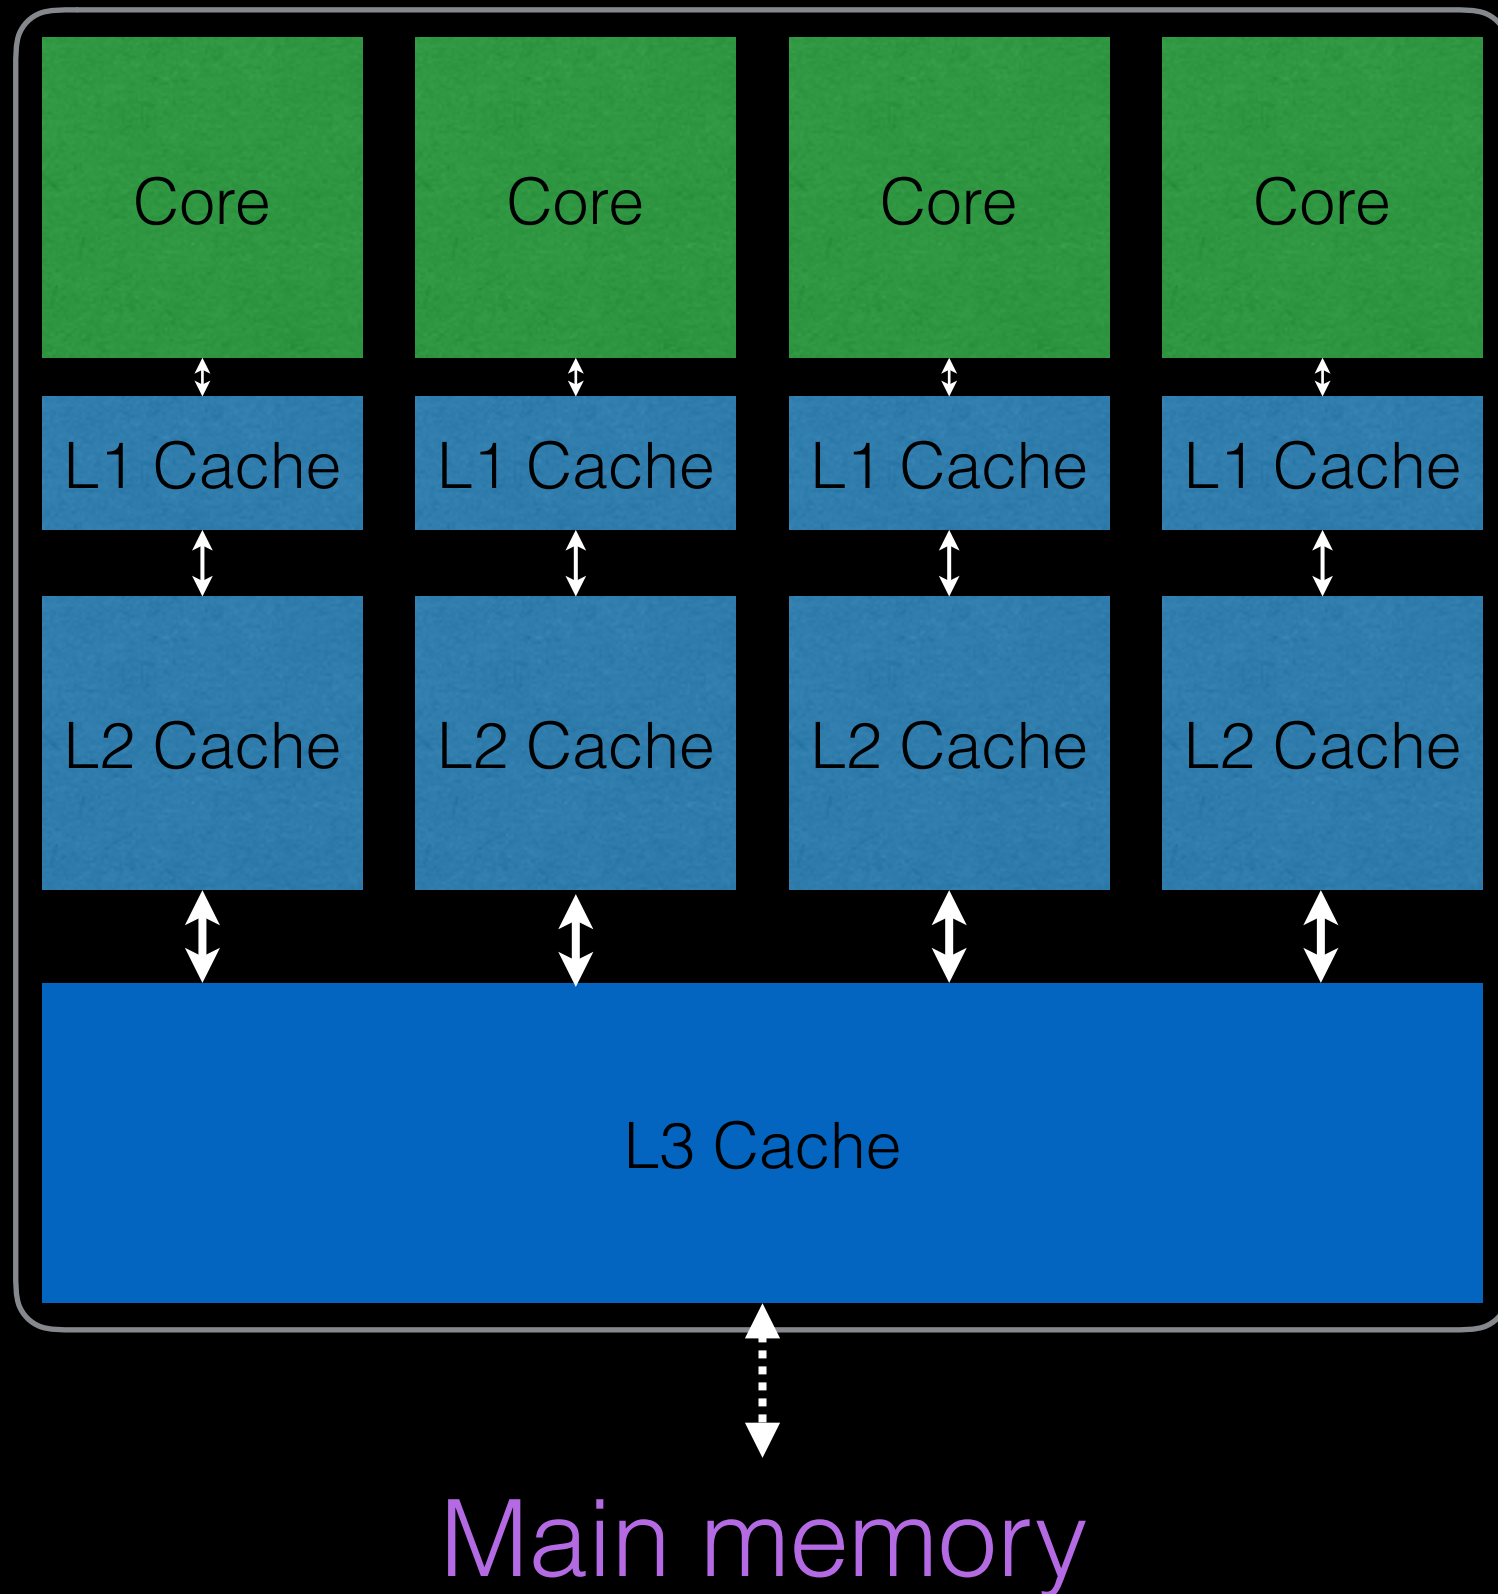 Core Core Core Core
L1 Cache L1 Cache L1 Cache L1 Cache
L2 Cache L2 Cache L2 Cache L2 Cache
L3 Cache
Main memory